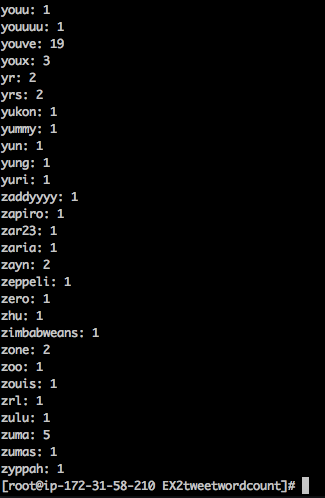 youu: 1
youuuu: 1
youve: 19
youx: 3
yr: 2
yrs: 2
yukon: 1
yummy: 1
yun: 1
yung: 1
yuri: 1
zaddyyyy: 1
zapiro: 1
zar23: 1
zaria: 1
zayn: 2
zeppeli: 1
zero: 1
zhu: 1
zimbabweans: 1
zone: 2
zoo: 1
zouis: 1
zrl: 1
zulu: 1
zuma: 5
zumas: 1
zyppah: 1
[root@ip-172-31-58-210 EX2tweetwordcount]#